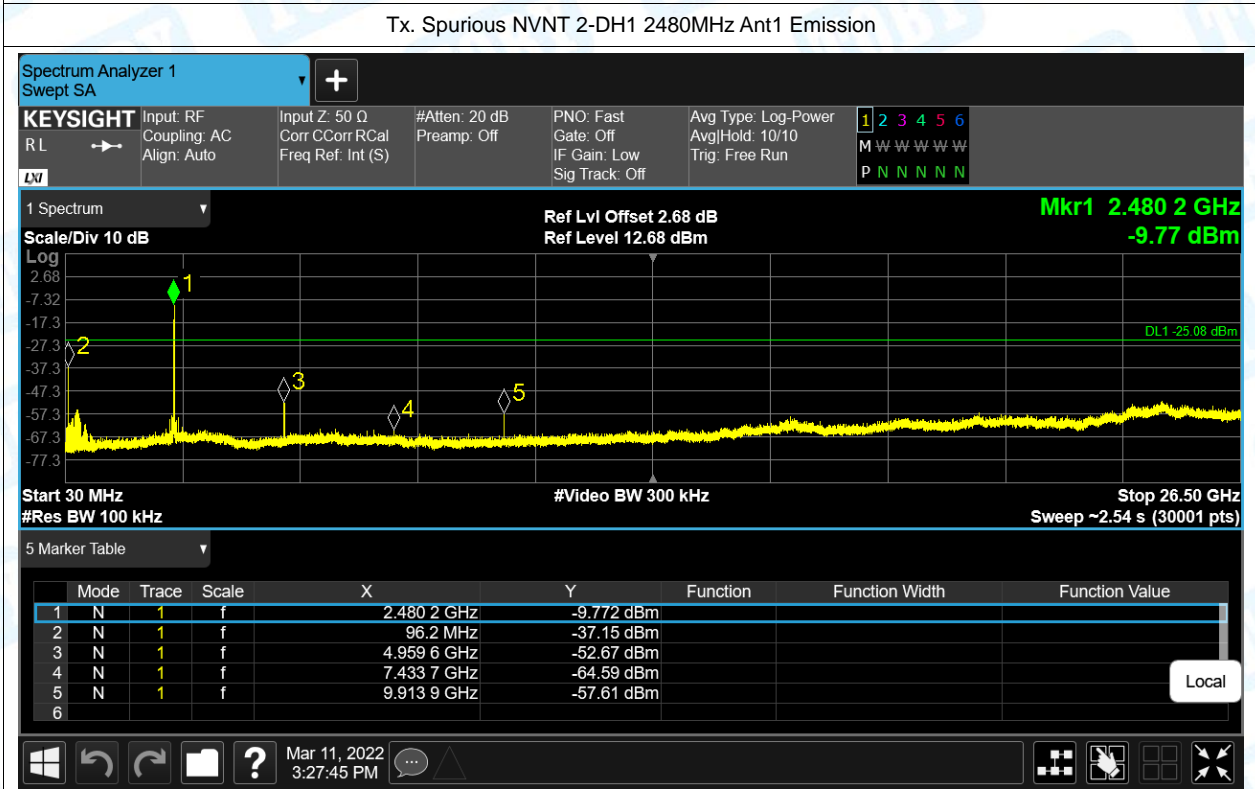 Tx. Spurious NVNT 2-DH1 2480MHz Ant1 Emission
Spectrum Analyzer 1
Swept SA
+
KEYSIGHT Input: RF Input Z: 50 Ω #Atten: 20 dB PNO: Fast Avg Type: Log-Power 1 2 3 4 5 6
RL Coupling: AC Corr CCorr RCal Preamp: Off Gate: Off Avg|Hold: 10/10 M W W W W W
Align: Auto Freq Ref: Int (S) IF Gain: Low Trig: Free Run
LXI Sig Track: Off P N N N N N
1 Spectrum Ref Lvl Offset 2.68 dB Mkr1 2.480 2 GHz
Scale/Div 10 dB Ref Level 12.68 dBm -9.77 dBm
Log
2.68
1
-7.32
-17.3
DL1 -25.08 dBm
-27.3 2
-37.3
3
-47.3
5
-57.3 4
-67.3
-77.3
Start 30 MHz #Video BW 300 kHz Stop 26.50 GHz
#Res BW 100 kHz Sweep ~2.54 s (30001 pts)
5 Marker Table
Mode Trace Scale X Y Function Function Width Function Value
1 N 1 f 2.480 2 GHz -9.772 dBm
2 N 1 f 96.2 MHz -37.15 dBm
3 N 1 f 4.959 6 GHz -52.67 dBm
4 N 1 f 7.433 7 GHz -64.59 dBm
5 N 1 f 9.913 9 GHz -57.61 dBm
6
Local
? Mar 11, 2022
3:27:45 PM